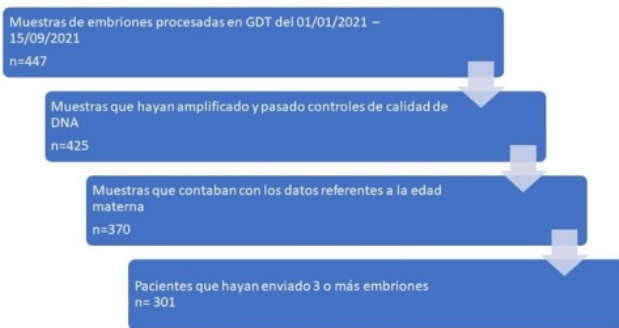 Muestras de embriones procesadas en GDT del 01/01/2021 –
15/09/2021
n=447
Muestras que hayan amplificado y pasado controles de calidad de
DNA
n=425
Muestras que contaban con los datos referentes a la edad
materna
n=370
Pacientes que hayan enviado 3 o más embriones
n= 301